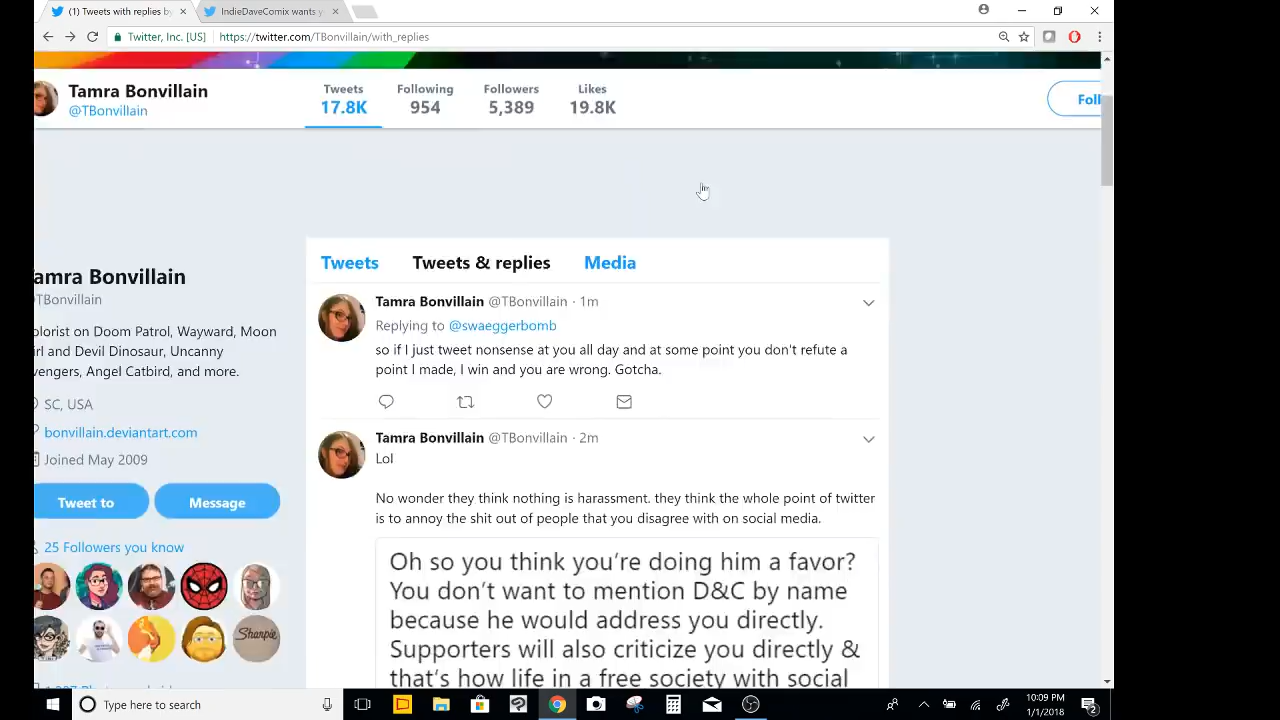 (1) Tweets with replies by
IndieDaveComix wants y
Twitter, Inc. [US]
https://twitter.com/TBonvillain/with_replies
Tamra Bonvillain
@TBonvillain
Tweets
17.8K
Following
954
Followers
5,389
Likes
19.8K
Foll
amra Bonvillain
TBonvillain
olorist on Doom Patrol, Wayward, Moon
irl and Devil Dinosaur, Uncanny
vengers, Angel Catbird, and more.
SC, USA
bonvillain.deviantart.com
Joined May 2009
Tweet to
Message
25 Followers you know
Sharpie
Tweets
Tweets & replies
Media
Tamra Bonvillain @TBonvillain · 1m
Replying to @swaeggerbomb
so if I just tweet nonsense at you all day and at some point you don't refute a
point I made, I win and you are wrong. Gotcha.
Tamra Bonvillain @TBonvillain · 2m
Lol
No wonder they think nothing is harassment. they think the whole point of twitter
is to annoy the shit out of people that you disagree with on social media.
Oh so you think you're doing him a favor?
You don't want to mention D&C by name
because he would address you directly.
Supporters will also criticize you directly &
that's how life in a free society with social
Type here to search
10:09 PM
1/1/2018
2